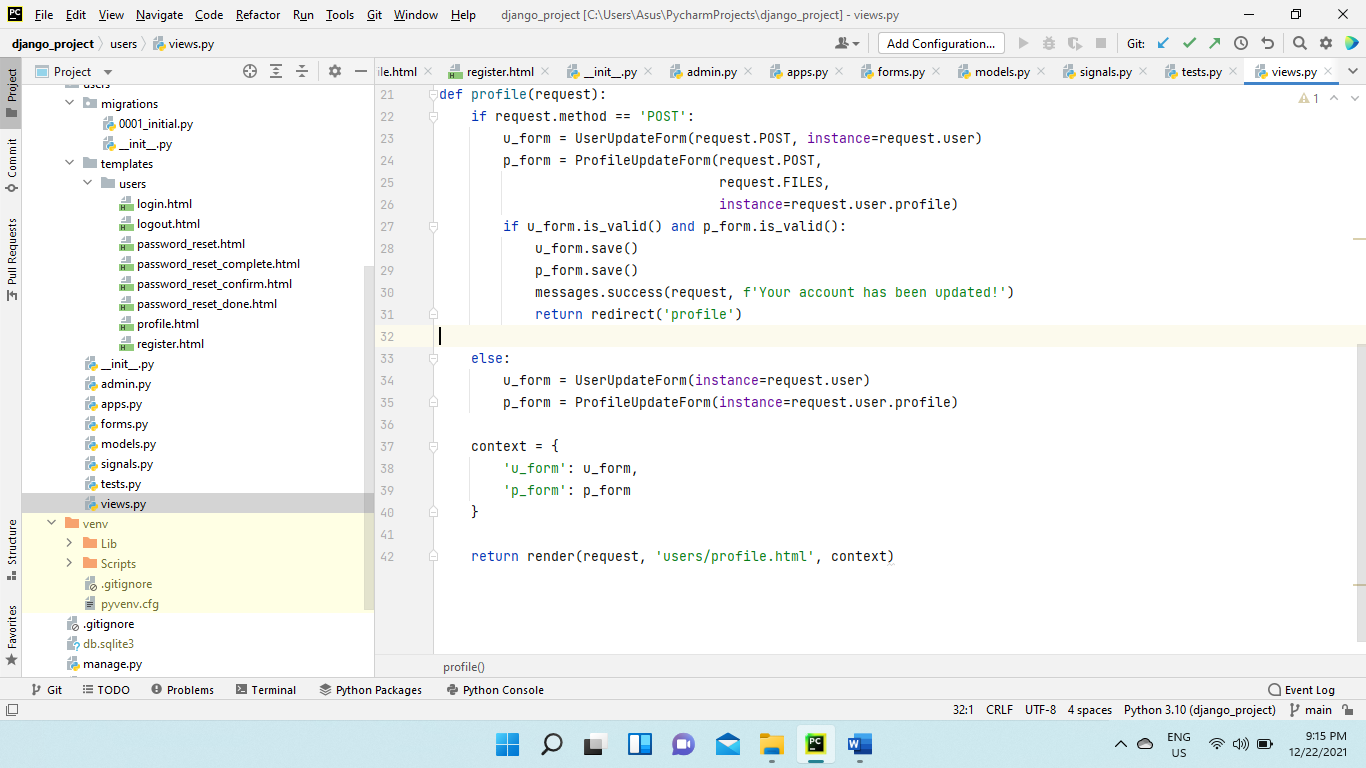 PC File Edit View Navigate Code Refactor Run Tools Git Window Help django_project [C:\Users\Asus\PycharmProjects\django_project] - views.py
django_project users views.py Add Configuration... Git:
Project
ile.html register.html __init__.py admin.py apps.py forms.py models.py signals.py tests.py views.py
Project
Commit
Pull Requests
Structure
Favorites
users
migrations
0001_initial.py
__init__.py
templates
users
login.html
logout.html
password_reset.html
password_reset_complete.html
password_reset_confirm.html
password_reset_done.html
profile.html
register.html
__init__.py
admin.py
apps.py
forms.py
models.py
signals.py
tests.py
views.py
venv
Lib
Scripts
.gitignore
pyvenv.cfg
.gitignore
db.sqlite3
manage.py
1
21 def profile(request):
22     if request.method == 'POST':
23         u_form = UserUpdateForm(request.POST, instance=request.user)
24         p_form = ProfileUpdateForm(request.POST,
25                                    request.FILES,
26                                    instance=request.user.profile)
27         if u_form.is_valid() and p_form.is_valid():
28             u_form.save()
29             p_form.save()
30             messages.success(request, f'Your account has been updated!')
31             return redirect('profile')
32
33     else:
34         u_form = UserUpdateForm(instance=request.user)
35         p_form = ProfileUpdateForm(instance=request.user.profile)
36
37     context = {
38         'u_form': u_form,
39         'p_form': p_form
40     }
41
42     return render(request, 'users/profile.html', context)
profile()
Git TODO Problems Terminal Python Packages Python Console Event Log
32:1 CRLF UTF-8 4 spaces Python 3.10 (django_project) main
PC W ENG 9:15 PM
US 12/22/2021